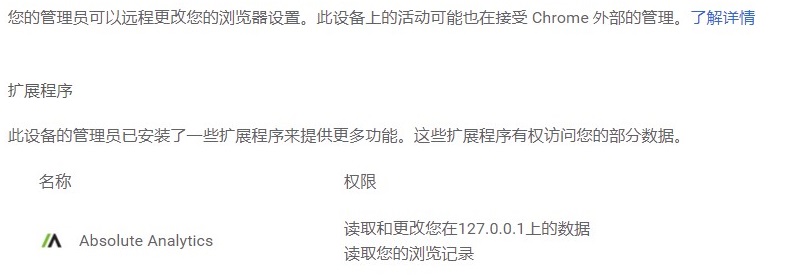 您的管理员可以远程更改您的浏览器设置。此设备上的活动可能也在接受 Chrome 外部的管理。了解详情
扩展程序
此设备的管理员已安装了一些扩展程序来提供更多功能。这些扩展程序有权访问您的部分数据。
名称 权限
Absolute Analytics
读取和更改您在127.0.0.1上的数据
读取您的浏览记录